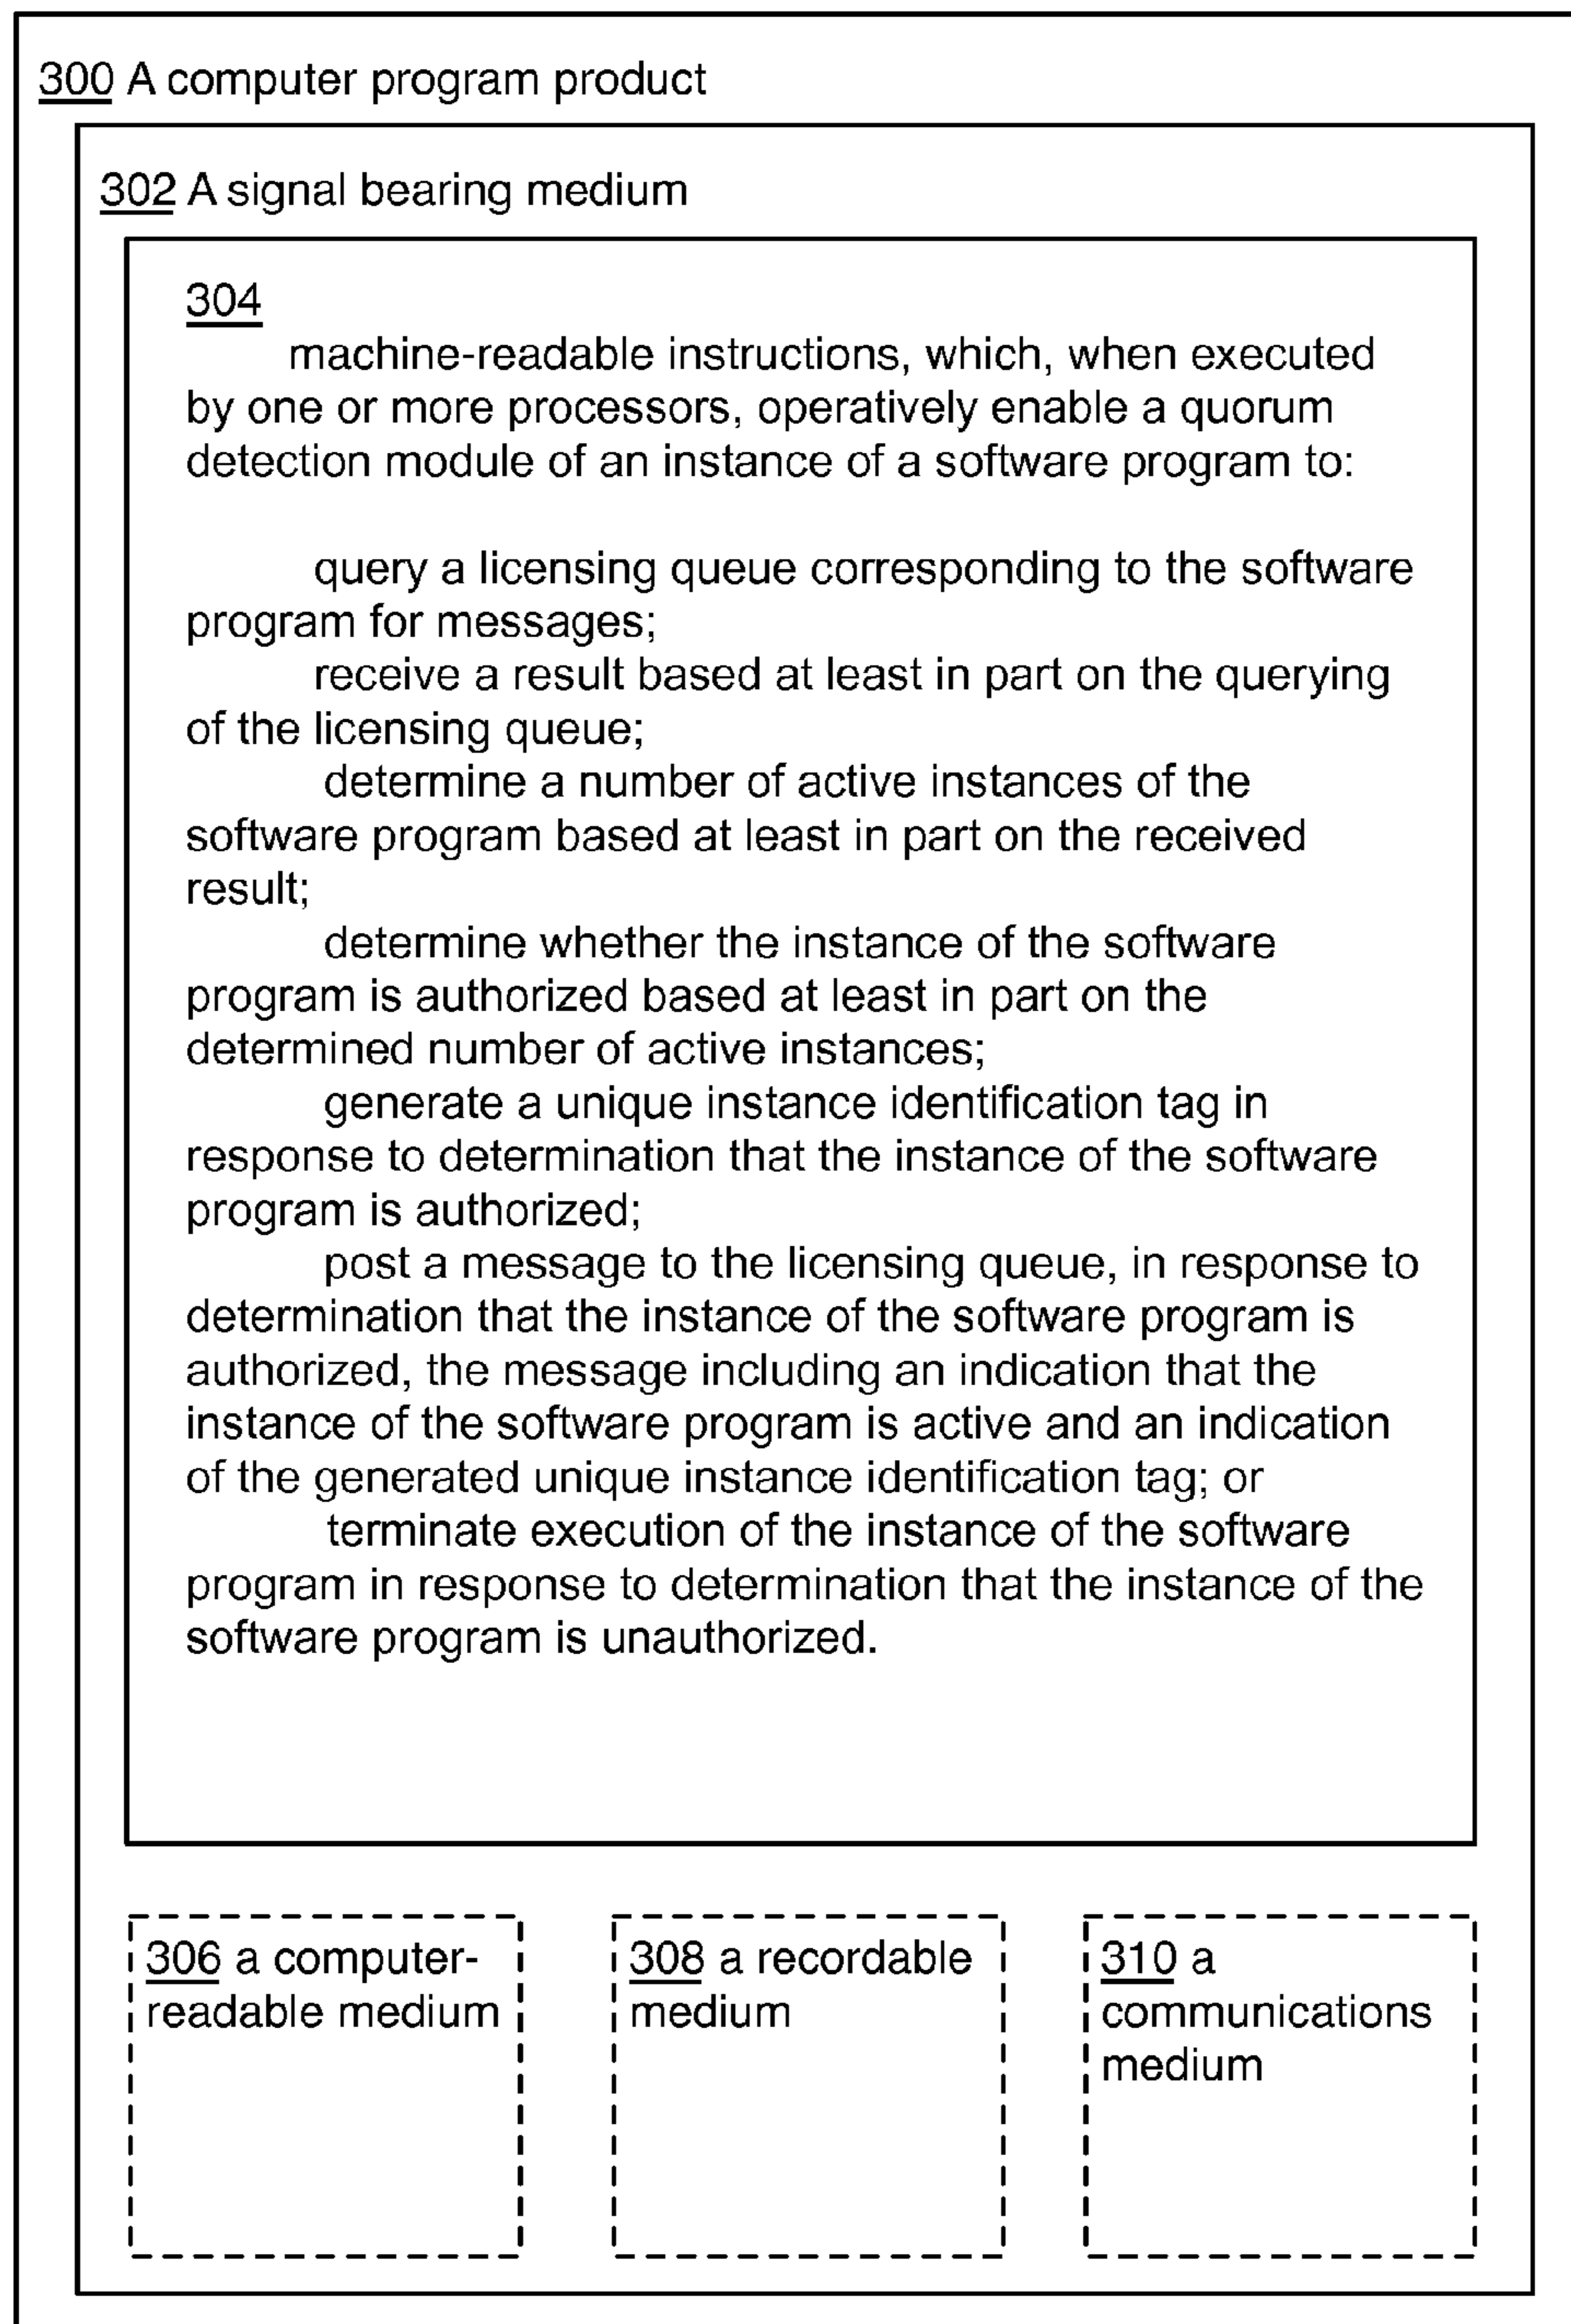 300 A computer program product
302 A signal bearing medium
304
machine-readable instructions, which, when executed
by one or more processors, operatively enable a quorum
detection module of an instance of a software program to:
query a licensing queue corresponding to the software
program for messages;
receive a result based at least in part on the querying
of the licensing queue;
determine a number of active instances of the
software program based at least in part on the received
result;
determine whether the instance of the software
program is authorized based at least in part on the
determined number of active instances;
generate a unique instance identification tag in
response to determination that the instance of the software
program is authorized;
post a message to the licensing queue, in response to
determination that the instance of the software program is
authorized, the message including an indication that the
instance of the software program is active and an indication
of the generated unique instance identification tag; or
terminate execution of the instance of the software
program in response to determination that the instance of the
software program is unauthorized.
306 a computer-
readable medium
308 a recordable
medium
310 a
communications
medium